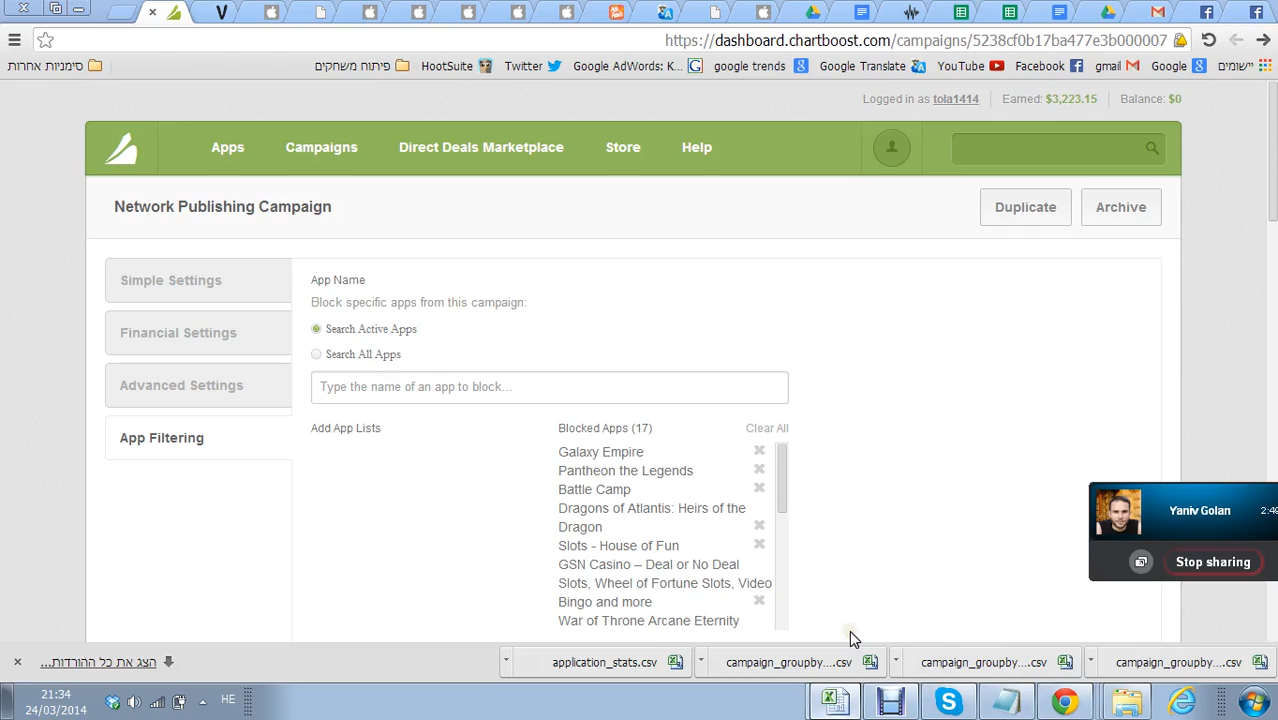 https://dashboard.chartboost.com/campaigns/5238cf0b17ba477e3b000007
סימניות אחרות
פיתוח משחקים
HootSuite
Twitter
Google AdWords: K...
google trends
Google Translate
YouTube
Facebook
gmail
Google
יישומים
Logged in as tola1414
Earned: $3,223.15
Balance: $0
Apps
Campaigns
Direct Deals Marketplace
Store
Help
Network Publishing Campaign
Duplicate
Archive
Simple Settings
Financial Settings
Advanced Settings
App Filtering
App Name
Block specific apps from this campaign:
Search Active Apps
Search All Apps
Type the name of an app to block...
Add App Lists
Blocked Apps (17)
Clear All
Galaxy Empire
Pantheon the Legends
Battle Camp
Dragons of Atlantis: Heirs of the
Dragon
Slots - House of Fun
GSN Casino – Deal or No Deal
Slots, Wheel of Fortune Slots, Video
Bingo and more
War of Throne Arcane Eternity
Yaniv Golan
Stop sharing
הצג את כל ההורדות...
application_stats.csv
campaign_groupby....csv
campaign_groupby....csv
campaign_groupby....csv
21:34
24/03/2014
HE